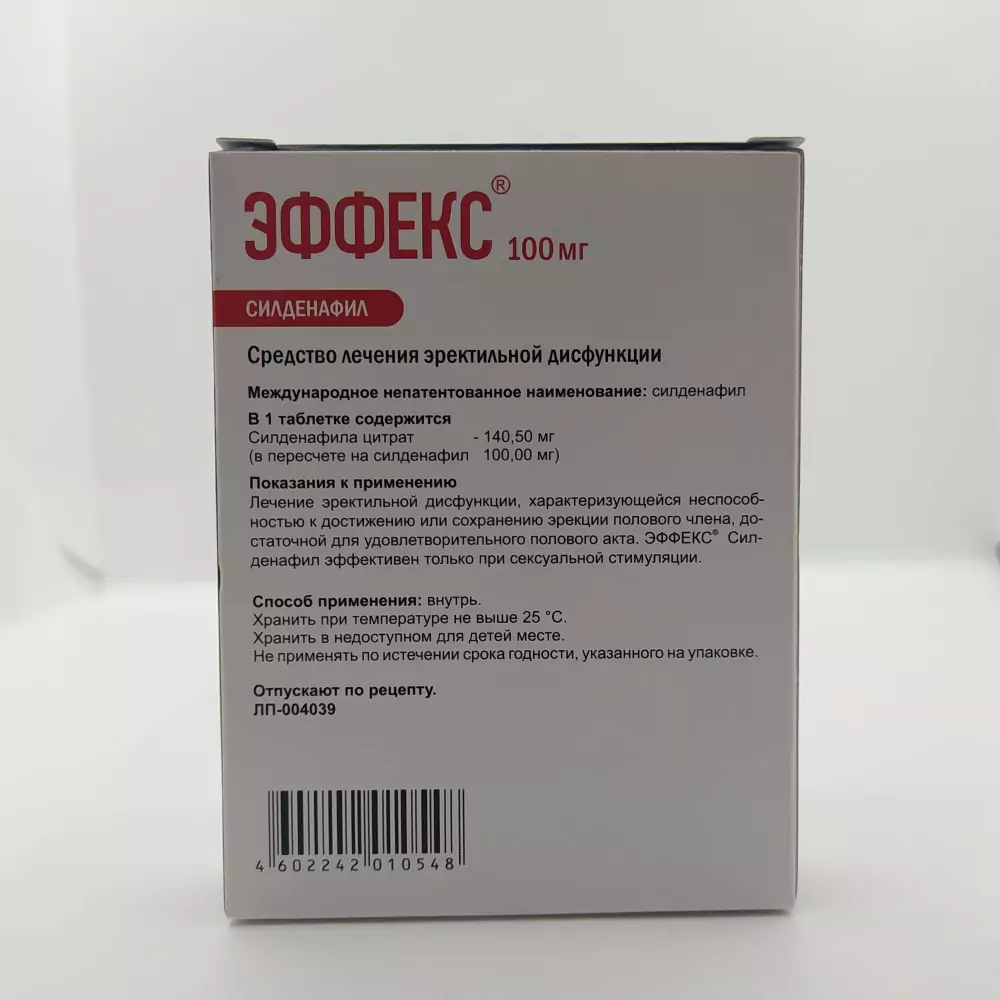 ЭФФЕКС® 100 мг
СИЛДЕНАФИЛ
Средство лечения эректильной дисфункции
Международное непатентованное наименование: силденафил
В 1 таблетке содержится
Силденафила цитрат - 140,50 мг
(в пересчете на силденафил 100,00 мг)
Показания к применению
Лечение эректильной дисфункции, характеризующейся неспособ-
ностью к достижению или сохранению эрекции полового члена, до-
статочной для удовлетворительного полового акта. ЭФФЕКС® Сил-
денафил эффективен только при сексуальной стимуляции.
Способ применения: внутрь.
Хранить при температуре не выше 25 °С.
Хранить в недоступном для детей месте.
Не применять по истечении срока годности, указанного на упаковке.
Отпускают по рецепту.
ЛП-004039
4 602242 010548